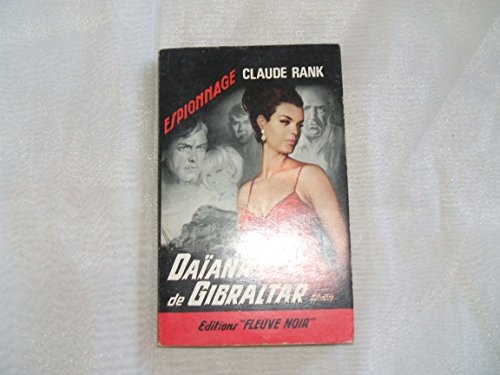 ESPIONNAGE
CLAUDE RANK
DAÏANA
de GIBRALTAR
Editions "FLEUVE NOIR"